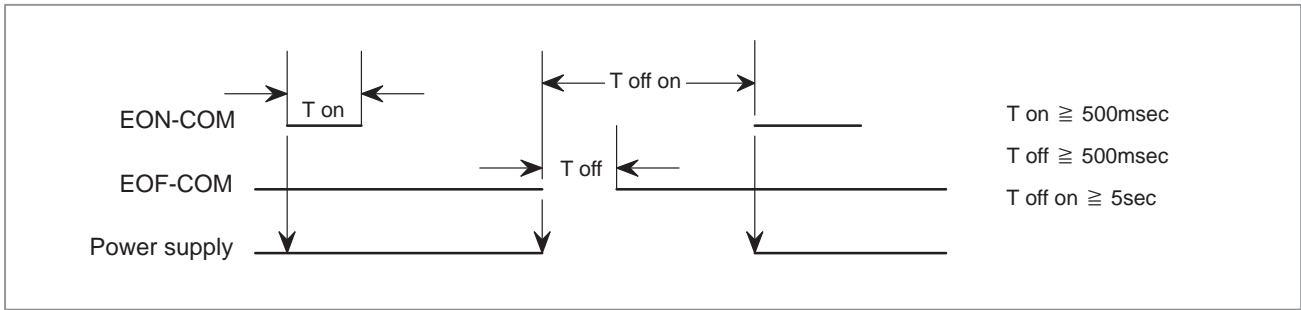 T off on
T on
EON-COM
T on ≧ 500msec
T off
T off ≧ 500msec
EOF-COM
T off on ≧ 5sec
Power supply